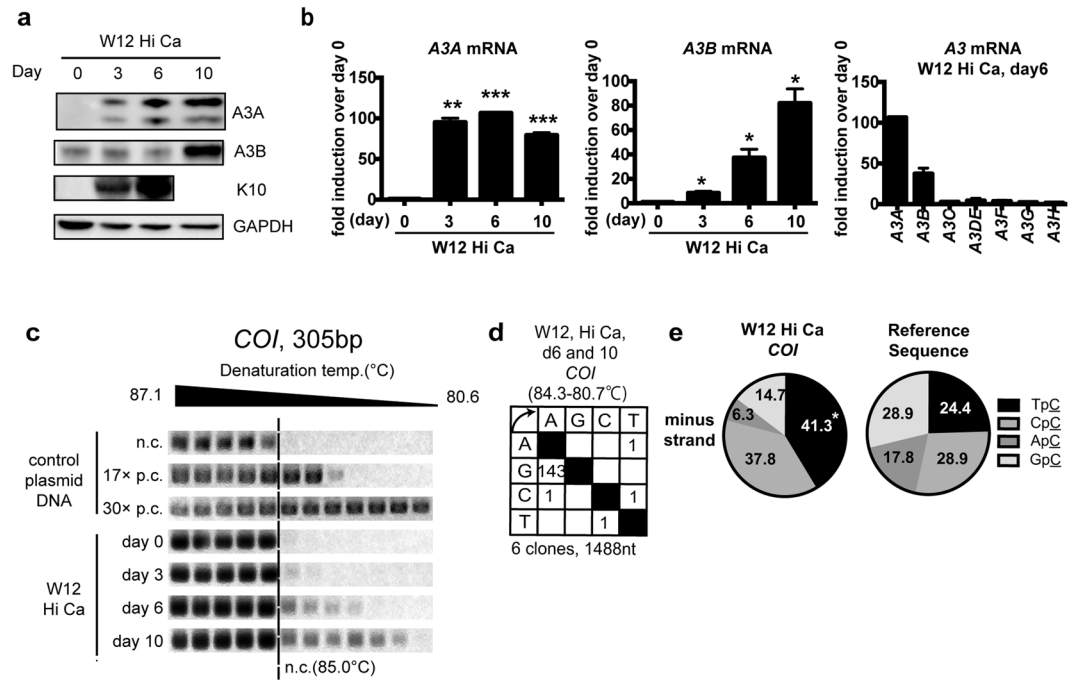 a
W12 Hi Ca
Day 0 3 6 10
A3A
A3B
K10
GAPDH
b
A3A mRNA
fold induction over day 0
150
100
50
0
** *** ***
(day) 0 3 6 10
W12 Hi Ca
A3B mRNA
fold induction over day 0
100
80
60
40
20
0
* * *
(day) 0 3 6 10
W12 Hi Ca
A3 mRNA
W12 Hi Ca, day6
fold induction over day 0
150
100
50
0
A3A A3B A3C A3DE A3F A3G A3H
c
COI, 305bp
Denaturation temp.(°C)
87.1 80.6
control
plasmid
DNA
n.c.
17× p.c.
30× p.c.
W12
Hi Ca
day 0
day 3
day 6
day 10
n.c.(85.0°C)
d
W12, Hi Ca,
d6 and 10
COI
(84.3-80.7℃)
A G C T
A 1
G 143
C 1 1
T 1
6 clones, 1488nt
e
W12 Hi Ca
COI
minus
strand
14.7
6.3
41.3*
37.8
Reference
Sequence
28.9
24.4
17.8
28.9
TpC
CpC
ApC
GpC